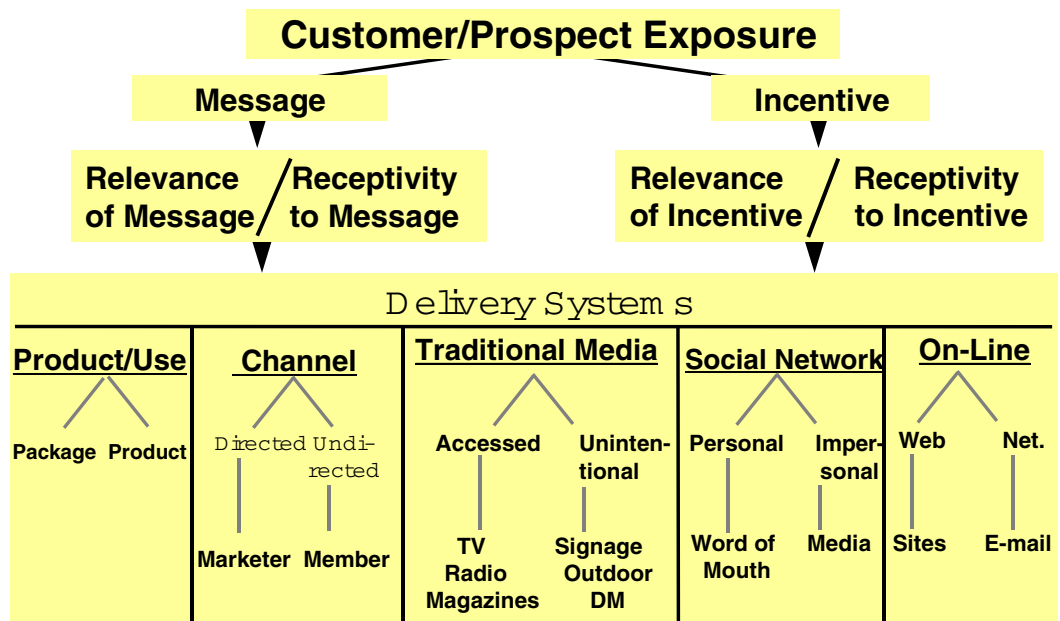 Customer/Prospect Exposure
Message
Incentive
Relevance
of Message
Receptivity
to Message
Relevance
of Incentive
Receptivity
to Incentive
Delivery Systems
Product/Use
Package Product
Channel
Directed Undi-
rected
Marketer Member
Traditional Media
Accessed
Uninten-
tional
TV
Radio
Magazines
Signage
Outdoor
DM
Social Network
Personal
Imper-
sonal
Word of
Mouth
Media
On-Line
Web
Net.
Sites
E-mail